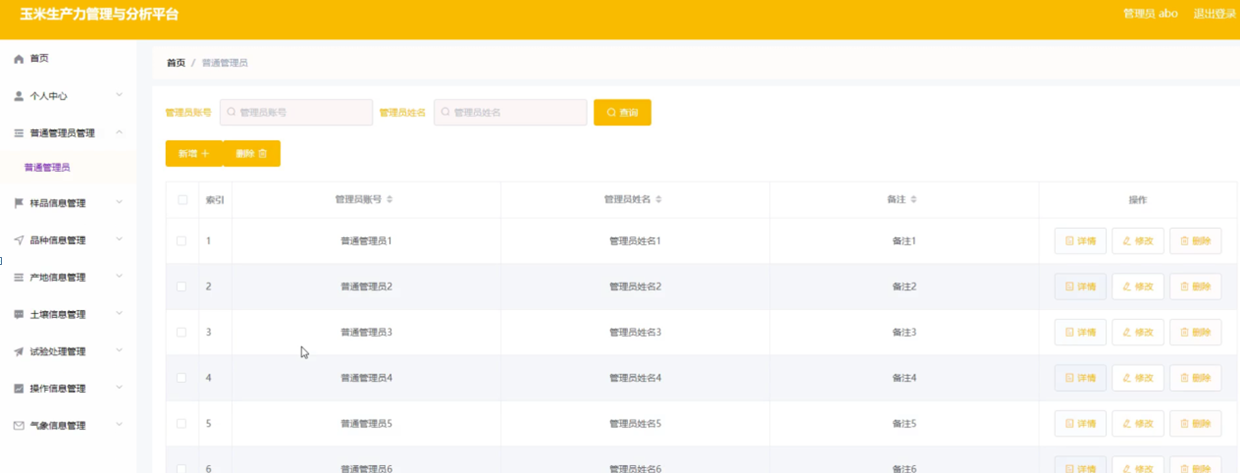 玉米生产力管理与分析平台 管理员 abo 退出登录
首页
个人中心
普通管理员管理
普通管理员
样品信息管理
品种信息管理
产地信息管理
土壤信息管理
试验处理管理
操作信息管理
气象信息管理
首页 / 普通管理员
管理员账号 管理员账号 管理员姓名 管理员姓名 查询
新增 删除
索引 管理员账号 管理员姓名 备注 操作
1 普通管理员1 管理员姓名1 备注1 详情 修改 删除
2 普通管理员2 管理员姓名2 备注2 详情 修改 删除
3 普通管理员3 管理员姓名3 备注3 详情 修改 删除
4 普通管理员4 管理员姓名4 备注4 详情 修改 删除
5 普通管理员5 管理员姓名5 备注5 详情 修改 删除
6 普通管理员6 管理员姓名6 备注6 详情 修改 删除